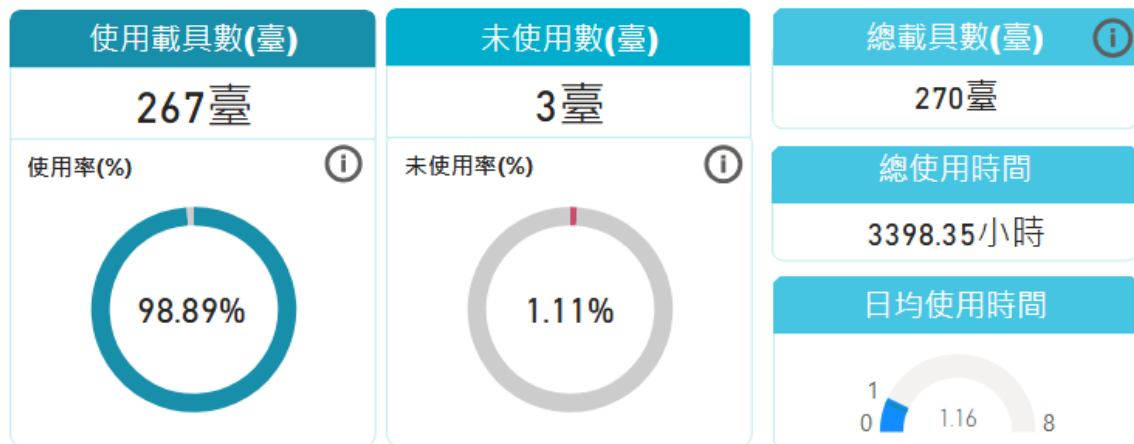 使用載具數(臺)
267臺
使用率(%)
98.89%
未使用數(臺)
3臺
未使用率(%)
1.11%
總載具數(臺)
270臺
總使用時間
3398.35小時
日均使用時間
1
0
1.16
8